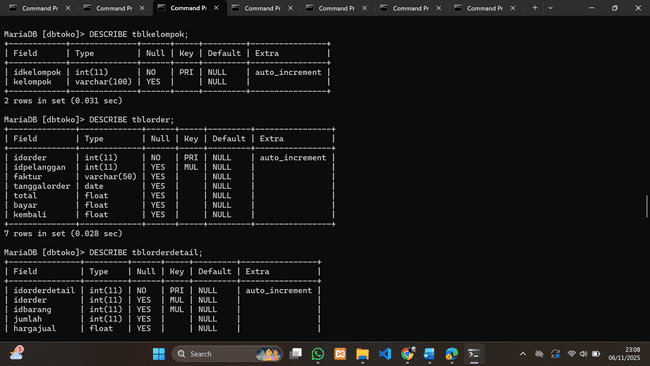 Command Pr Command Pr Command Pr Command Pr Command Pr Command Pr Command Pr
MariaDB [dbtoko]> DESCRIBE tblkelompok;
+------------+--------------+------+-----+---------+----------------+
| Field      | Type         | Null | Key | Default | Extra          |
+------------+--------------+------+-----+---------+----------------+
| idkelompok | int(11)      | NO   | PRI | NULL    | auto_increment |
| kelompok   | varchar(100) | YES  |     | NULL    |                |
+------------+--------------+------+-----+---------+----------------+
2 rows in set (0.031 sec)
MariaDB [dbtoko]> DESCRIBE tblorder;
+--------------+-------------+------+-----+---------+----------------+
| Field        | Type        | Null | Key | Default | Extra          |
+--------------+-------------+------+-----+---------+----------------+
| idorder      | int(11)     | NO   | PRI | NULL    | auto_increment |
| idpelanggan  | int(11)     | YES  | MUL | NULL    |                |
| faktur       | varchar(50) | YES  |     | NULL    |                |
| tanggalorder | date        | YES  |     | NULL    |                |
| total        | float       | YES  |     | NULL    |                |
| bayar        | float       | YES  |     | NULL    |                |
| kembali      | float       | YES  |     | NULL    |                |
+--------------+-------------+------+-----+---------+----------------+
7 rows in set (0.028 sec)
MariaDB [dbtoko]> DESCRIBE tblorderdetail;
+---------------+---------+------+-----+---------+----------------+
| Field         | Type    | Null | Key | Default | Extra          |
+---------------+---------+------+-----+---------+----------------+
| idorderdetail | int(11) | NO   | PRI | NULL    | auto_increment |
| idorder       | int(11) | YES  | MUL | NULL    |                |
| idbarang      | int(11) | YES  | MUL | NULL    |                |
| jumlah        | int(11) | YES  |     | NULL    |                |
| hargajual     | float   | YES  |     | NULL    |                |
Search
23:08
06/11/2025